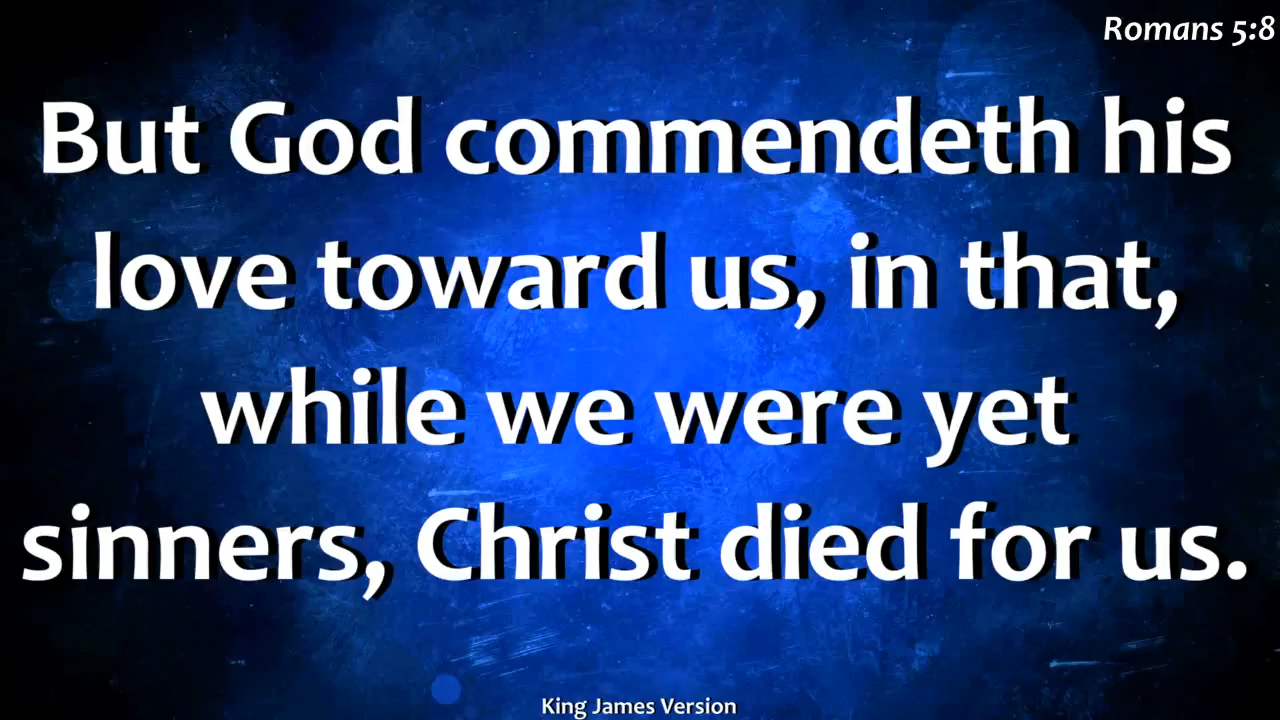 Romans 5:8
But God commendeth his
love toward us, in that,
while we were yet
sinners, Christ died for us.
King James Version